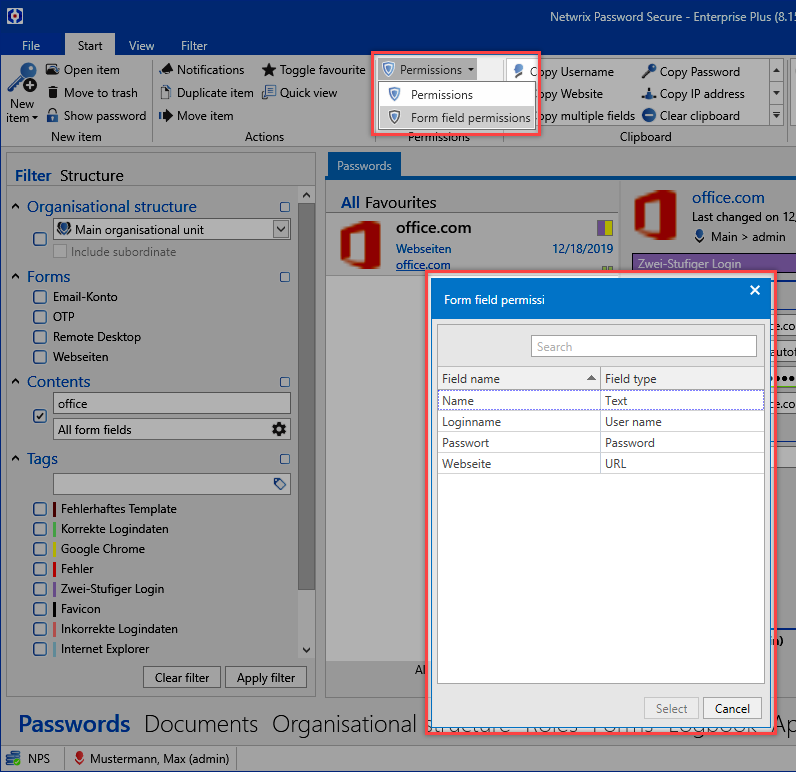 Netwrix Password Secure - Enterprise Plus (8.15
File
Start
View
Filter
New item
Open item
Move to trash
Show password
New item
Notifications
Duplicate item
Move item
Toggle favourite
Quick view
Actions
Permissions
Permissions
Form field permissions
Permissions
Copy Username
Copy Website
Copy multiple fields
Copy Password
Copy IP address
Clear clipboard
Clipboard
Filter Structure
Organisational structure
Main organisational unit
Include subordinate
Forms
Email-Konto
OTP
Remote Desktop
Webseiten
Contents
office
All form fields
Tags
Fehlerhaftes Template
Korrekte Logindaten
Google Chrome
Fehler
Zwei-Stufiger Login
Favicon
Inkorrekte Logindaten
Internet Explorer
Clear filter
Apply filter
Passwords
All Favourites
office.com
Webseiten
12/18/2019
office.com
office.com
Last changed on 12/
Main > admin
Zwei-Stufiger Login
Form field permissi
Search
Field name Field type
Name Text
Loginname User name
Passwort Password
Webseite URL
Select
Cancel
Passwords Documents Organisational structure Roles Forms Logbook Ap
NPS
Mustermann, Max (admin)